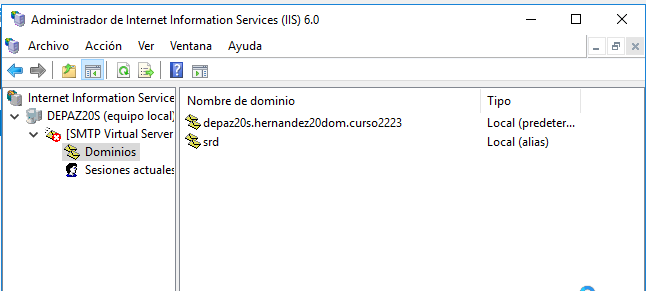 Administrador de Internet Information Services (IIS) 6.0
Archivo Acción Ver Ventana Ayuda
Internet Information Service
DEPAZ20S (equipo local)
[SMTP Virtual Server
Dominios
Sesiones actuales
Nombre de dominio Tipo
depaz20s.hernandez20dom.curso2223 Local (predeter...
srd Local (alias)